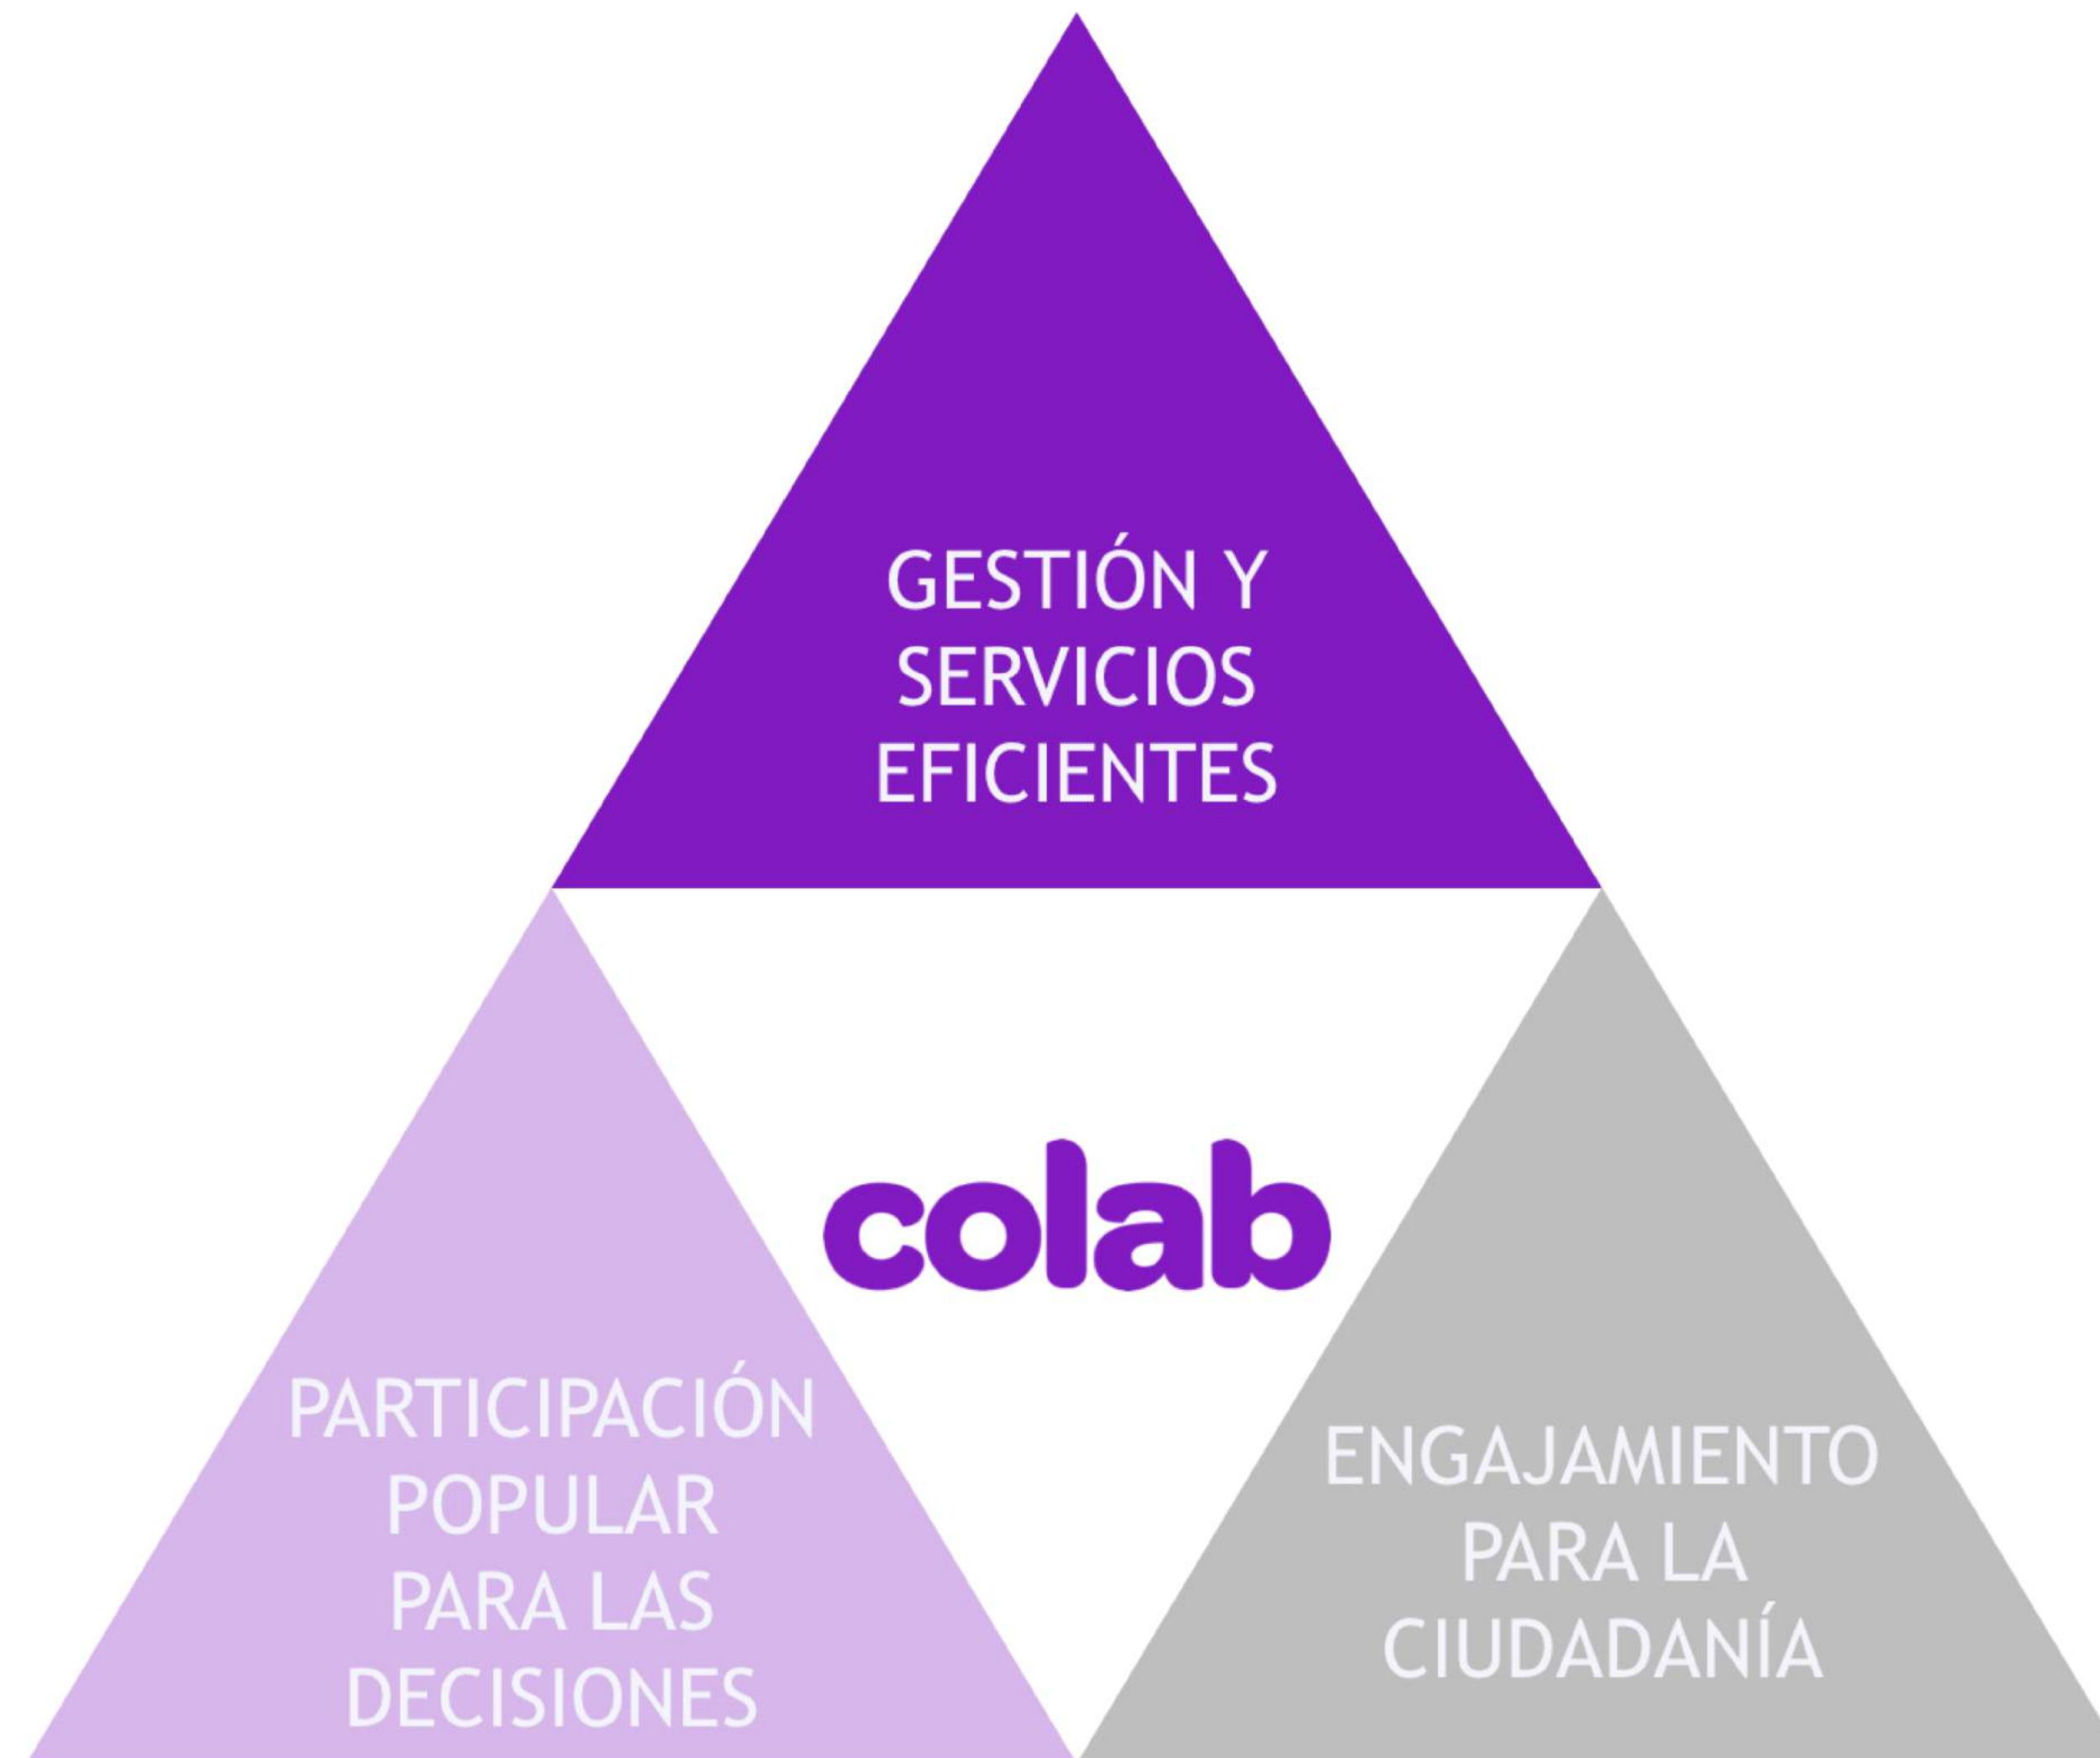 GESTIÓN Y
SERVICIOS
EFICIENTES
colab
PARTICIPACIÓN
POPULAR
PARA LAS
DECISIONES
ENGAJAMIENTO
PARA LA
CIUDADANÍA